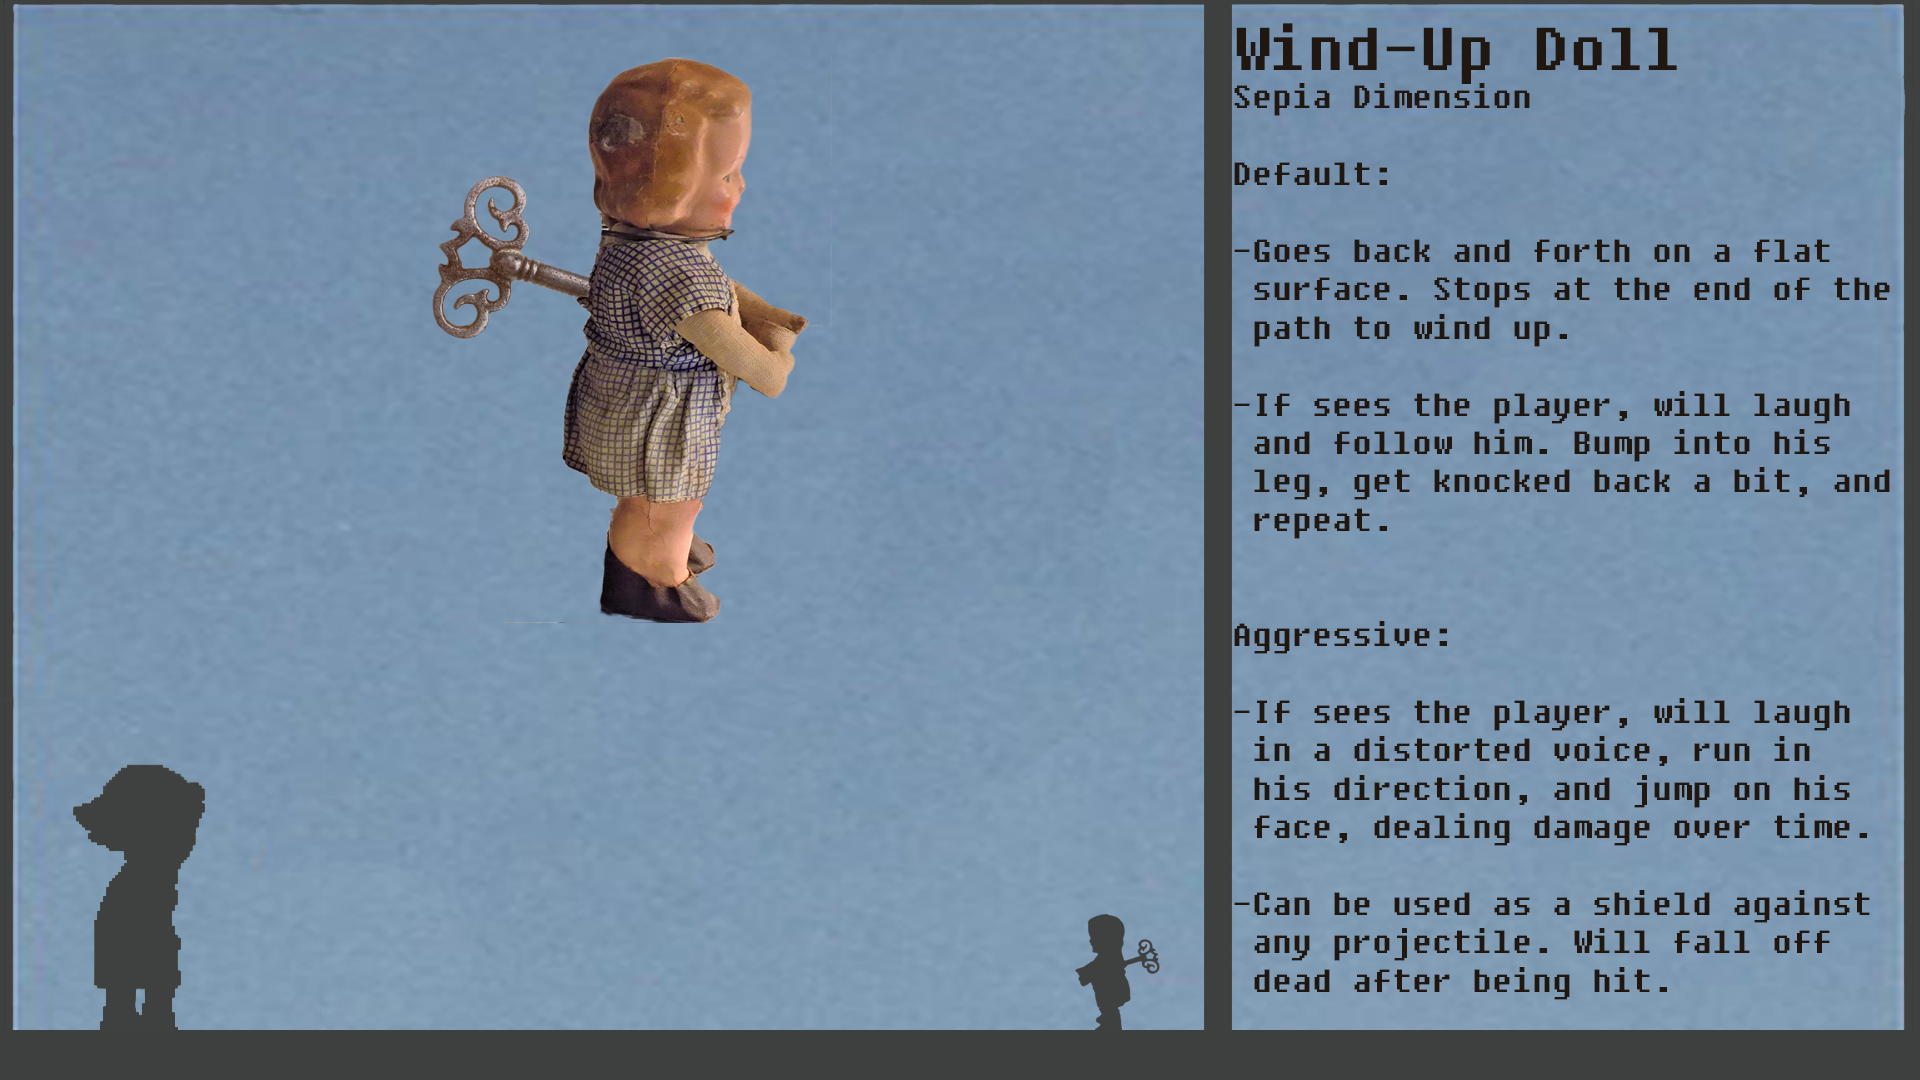 Wind-Up Doll
Sepia Dimension
Default:
-Goes back and forth on a flat
surface. Stops at the end of the
path to wind up.
-If sees the player, will laugh
and follow him. Bump into his
leg, get knocked back a bit, and
repeat.
Aggressive:
-If sees the player, will laugh
in a distorted voice, run in
his direction, and jump on his
face, dealing damage over time.
-Can be used as a shield against
any projectile. Will fall off
dead after being hit.